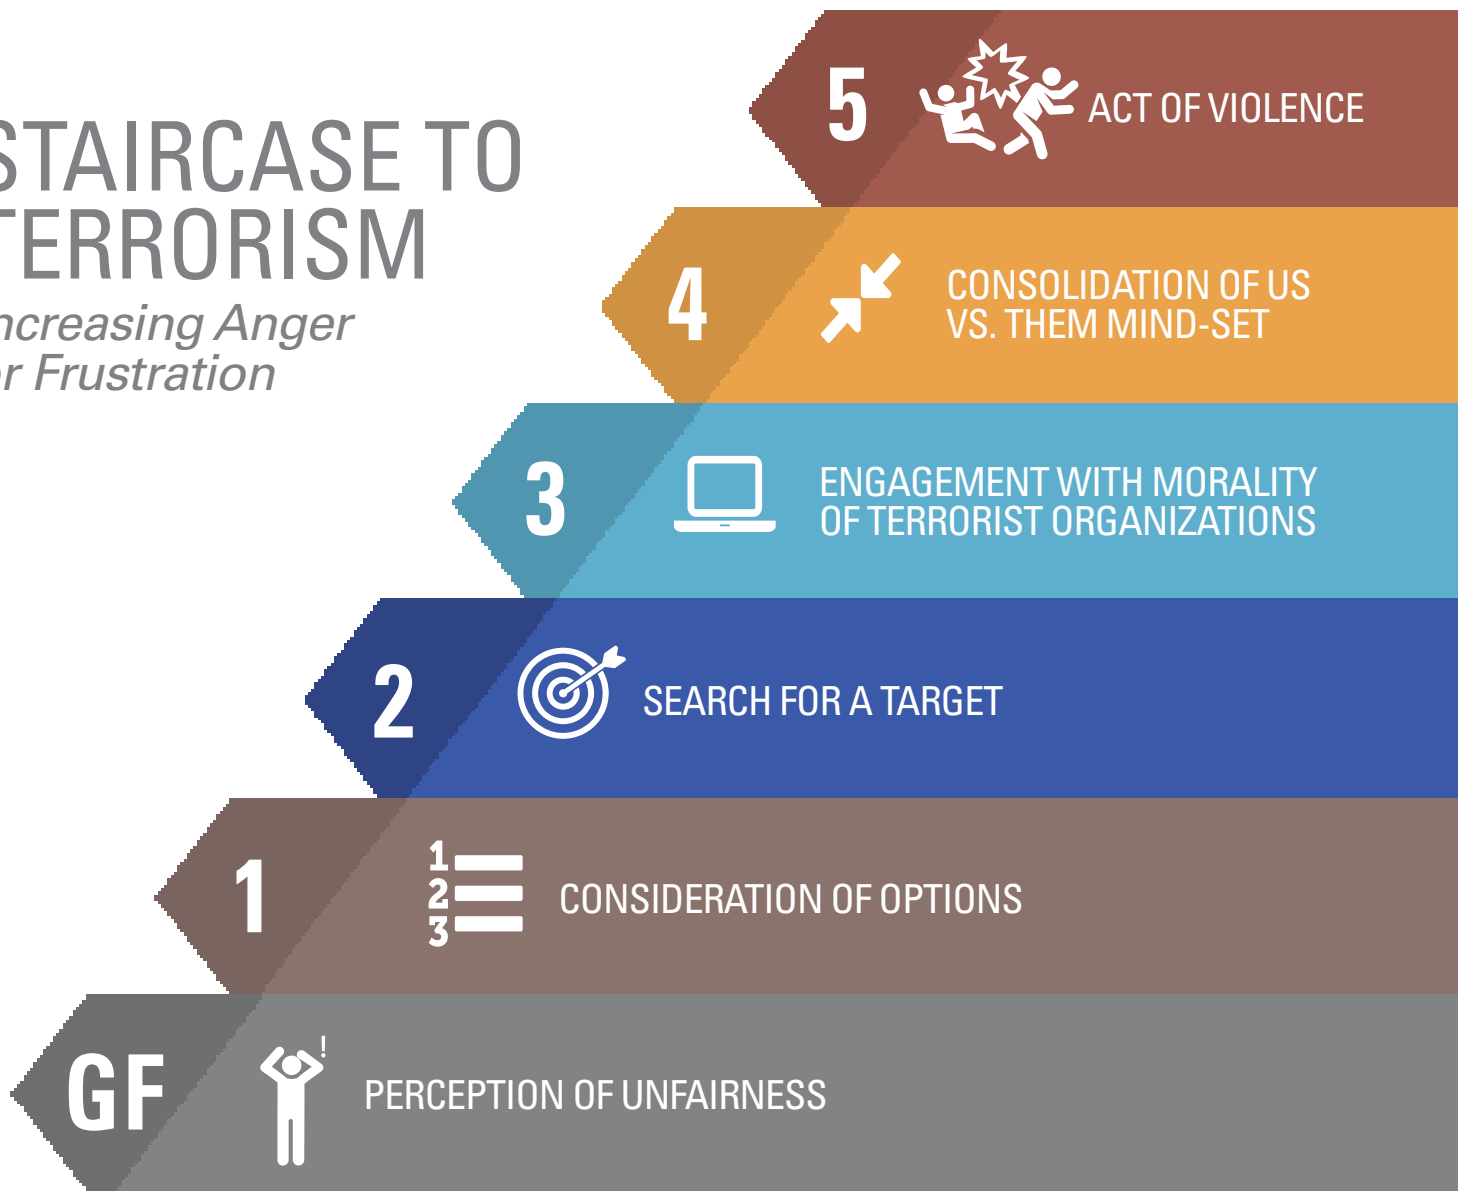 STAIRCASE TO
TERRORISM
Increasing Anger
or Frustration
5 ACT OF VIOLENCE
4 CONSOLIDATION OF US
VS. THEM MIND-SET
3 ENGAGEMENT WITH MORALITY
OF TERRORIST ORGANIZATIONS
2 SEARCH FOR A TARGET
1 CONSIDERATION OF OPTIONS
1
2
3
GF PERCEPTION OF UNFAIRNESS
!